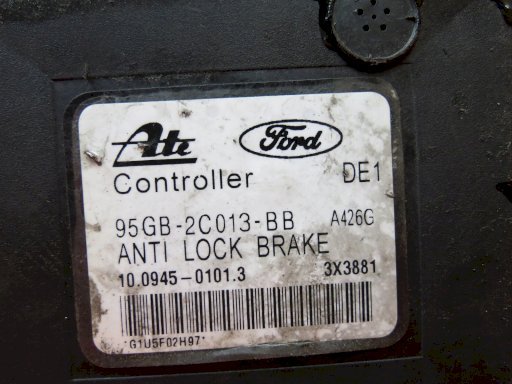 Ate Ford
Controller DE1
95GB-2C013-BB A426G
ANTI LOCK BRAKE
10.0945-0101.3 3X3881
*G1U5F02H97*